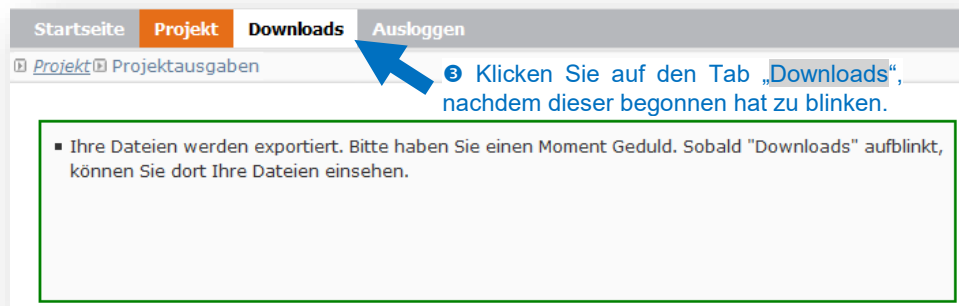 Startseite Projekt Downloads Ausloggen
Projekt Projektausgaben
❸ Klicken Sie auf den Tab „Downloads“,
nachdem dieser begonnen hat zu blinken.
▪ Ihre Dateien werden exportiert. Bitte haben Sie einen Moment Geduld. Sobald "Downloads" aufblinkt,
können Sie dort Ihre Dateien einsehen.